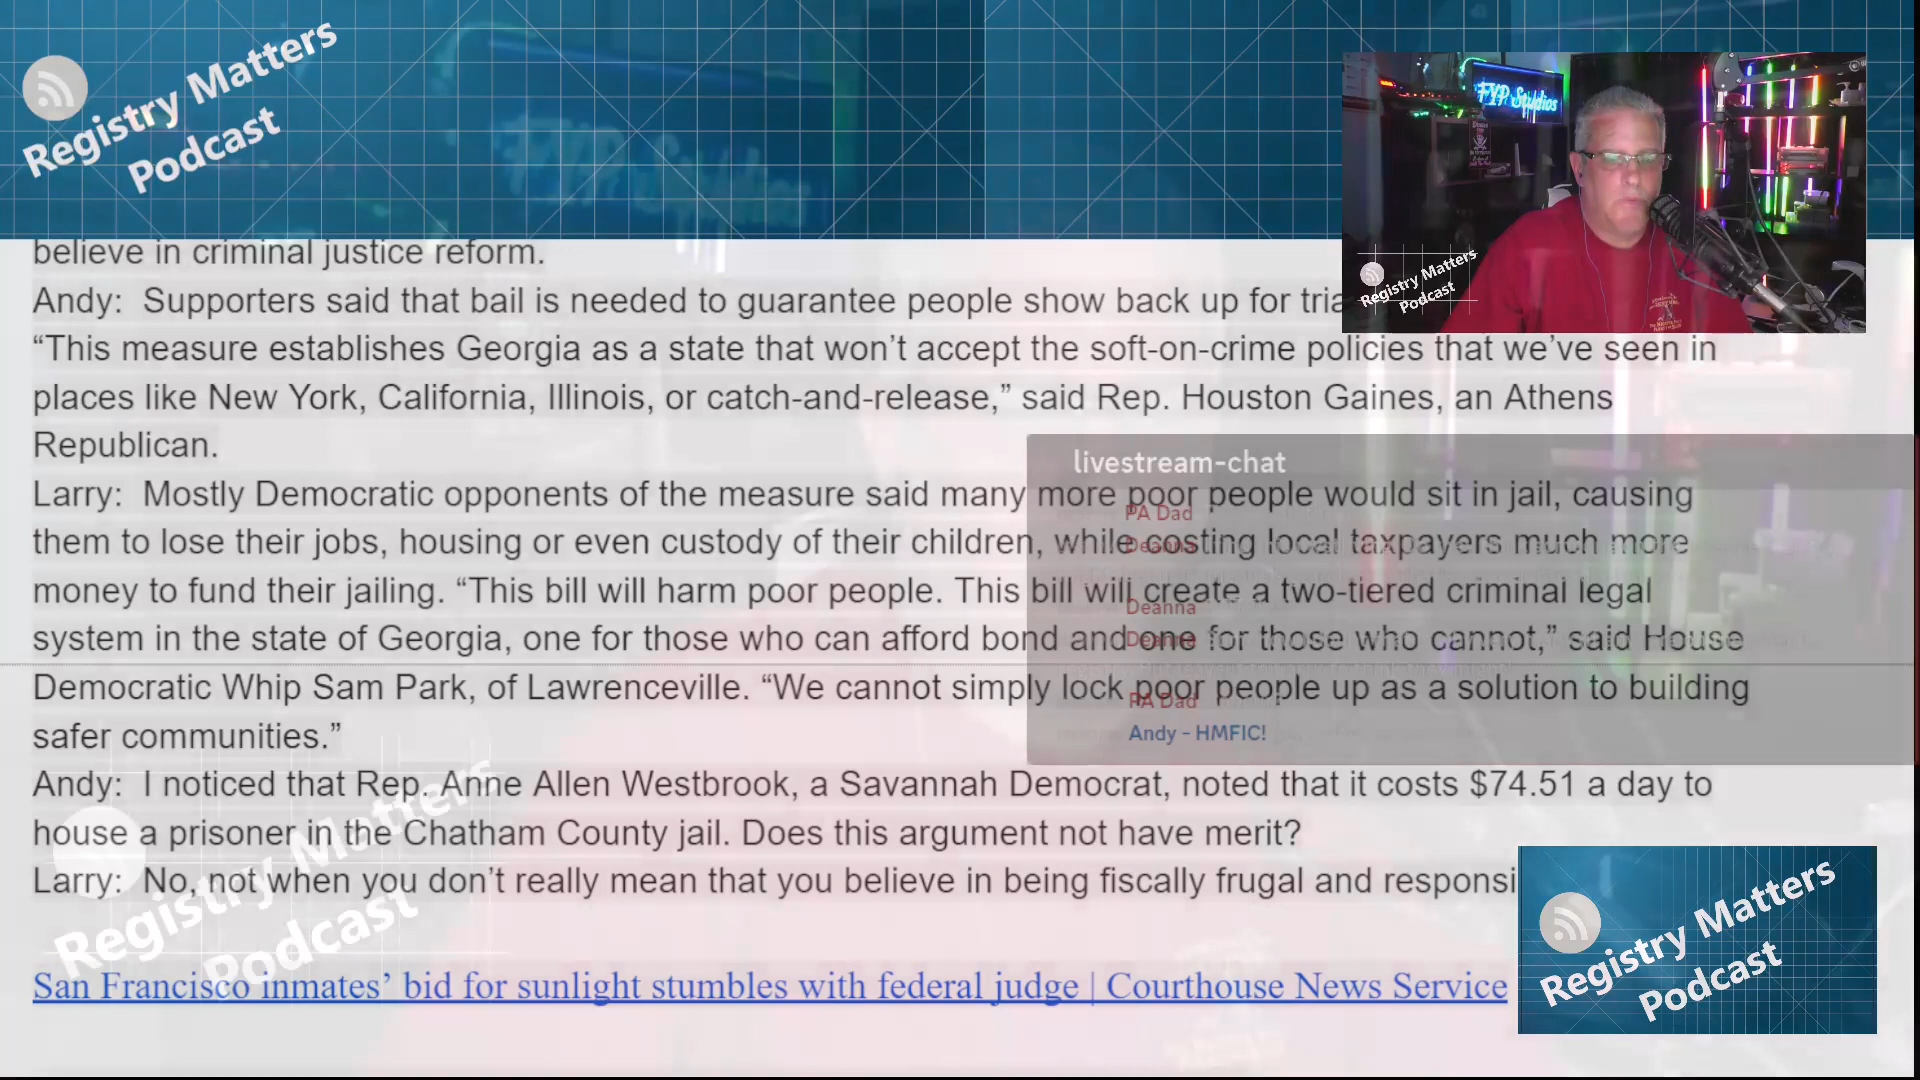 Registry Matters
Podcast
FYP Studios
FYP Studios
Registry Matters
Podcast
believe in criminal justice reform.
Andy: Supporters said that bail is needed to guarantee people show back up for tria
“This measure establishes Georgia as a state that won’t accept the soft-on-crime policies that we’ve seen in
places like New York, California, Illinois, or catch-and-release,” said Rep. Houston Gaines, an Athens
Republican.
livestream-chat
Larry: Mostly Democratic opponents of the measure said many more poor people would sit in jail, causing
PA Dad
them to lose their jobs, housing or even custody of their children, while costing local taxpayers much more
Deanna
money to fund their jailing. “This bill will harm poor people. This bill will create a two-tiered criminal legal
Deanna
system in the state of Georgia, one for those who can afford bond and one for those who cannot,” said House
Deanna
Democratic Whip Sam Park, of Lawrenceville. “We cannot simply lock poor people up as a solution to building
PA Dad
safer communities.”
Andy - HMFIC!
Andy: I noticed that Rep. Anne Allen Westbrook, a Savannah Democrat, noted that it costs $74.51 a day to
house a prisoner in the Chatham County jail. Does this argument not have merit?
Larry: No, not when you don’t really mean that you believe in being fiscally frugal and responsi
Registry Matters
Podcast
San Francisco inmates’ bid for sunlight stumbles with federal judge | Courthouse News Service
Registry Matters
Podcast